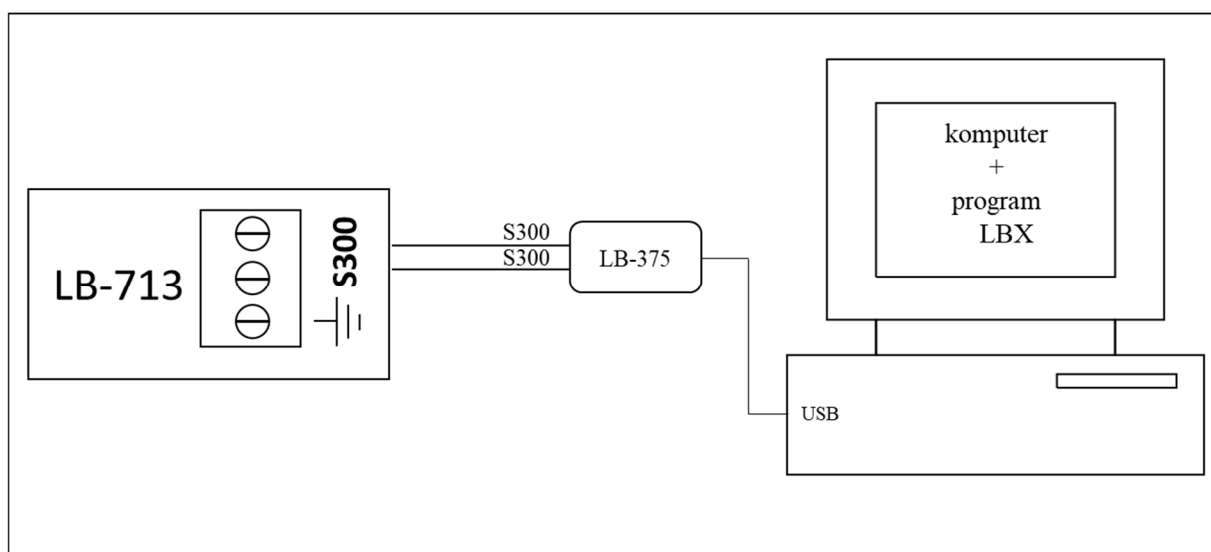 LB-713
S300
S300
S300
LB-375
komputer
+
program
LBX
USB